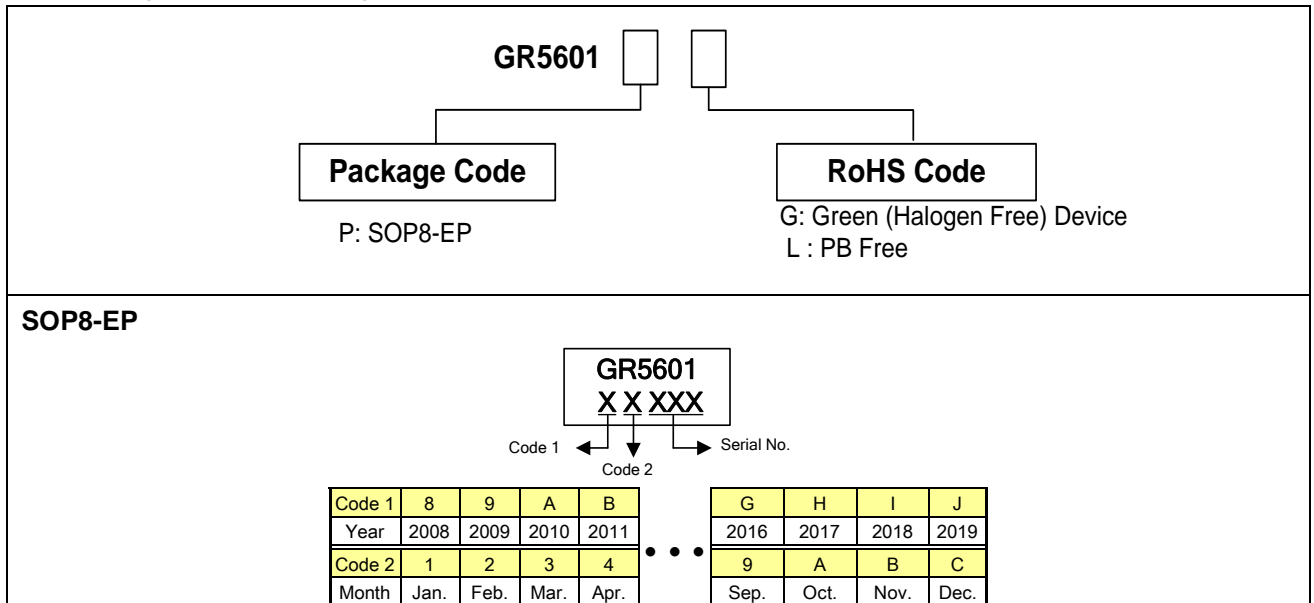 GR5601
Package Code
RoHS Code
P: SOP8-EP
G: Green (Halogen Free) Device
L : PB Free
SOP8-EP
GR5601
X X XXX
Code 1
Serial No.
Code 2
Code 1 8 9 A B G H I J
Year 2008 2009 2010 2011 • • • 2016 2017 2018 2019
Code 2 1 2 3 4 9 A B C
Month Jan. Feb. Mar. Apr. Sep. Oct. Nov. Dec.